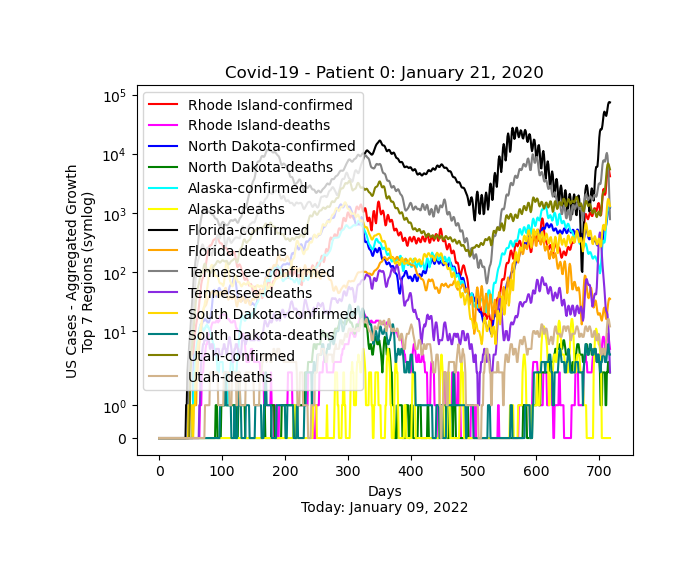 Covid-19 - Patient 0: January 21, 2020
US Cases - Aggregated Growth
Top 7 Regions (symlog)
10^5
10^4
10^3
10^2
10^1
10^0
0
Rhode Island-confirmed
Rhode Island-deaths
North Dakota-confirmed
North Dakota-deaths
Alaska-confirmed
Alaska-deaths
Florida-confirmed
Florida-deaths
Tennessee-confirmed
Tennessee-deaths
South Dakota-confirmed
South Dakota-deaths
Utah-confirmed
Utah-deaths
0 100 200 300 400 500 600 700
Days
Today: January 09, 2022